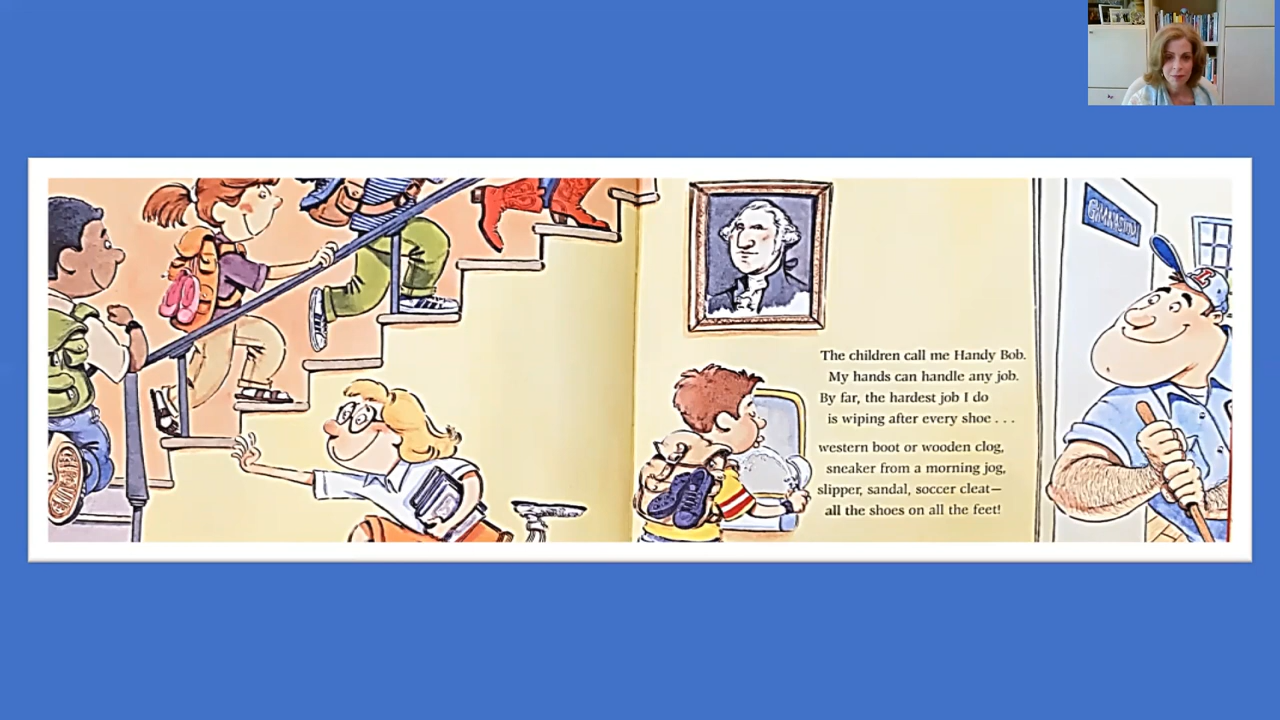 GYMNASIUM
L
The children call me Handy Bob.
My hands can handle any job.
By far, the hardest job I do
is wiping after every shoe . . .
western boot or wooden clog,
sneaker from a morning jog,
slipper, sandal, soccer cleat—
all the shoes on all the feet!